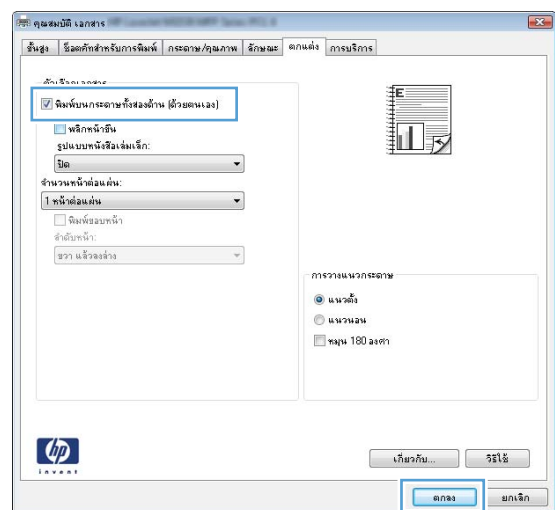 คุณสมบัติ เอกสาร
ขั้นสูง
ช็อตคัทสำหรับการพิมพ์
กระดาษ/คุณภาพ
ลักษณะ
ตกแต่ง
การบริการ
ตัวเลือกเอกสาร
พิมพ์บนกระดาษทั้งสองด้าน (ด้วยตนเอง)
พลิกหน้าขึ้น
รูปแบบหนังสือเล่มเล็ก:
ปิด
จำนวนหน้าต่อแผ่น:
1 หน้าต่อแผ่น
พิมพ์ขอบหน้า
ลำดับหน้า:
ขวา แล้วลงล่าง
E
การวางแนวกระดาษ
แนวตั้ง
แนวนอน
หมุน 180 องศา
hp
invent
เกี่ยวกับ...
วิธีใช้
ตกลง
ยกเลิก